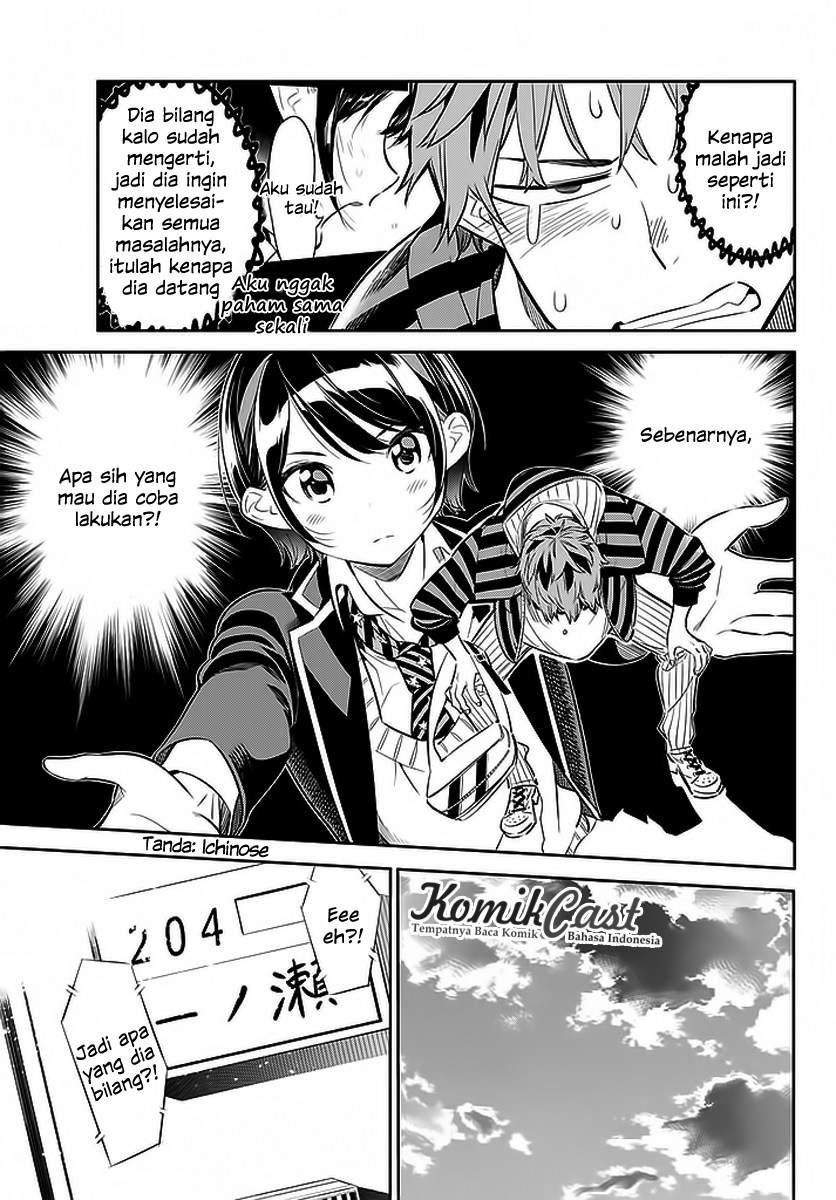 Kenapa
malah jadi
seperti
ini?!
Aku sudah
tau!
Dia bilang
kalo sudah
mengerti,
jadi dia ingin
menyelesai-
kan semua
masalahnya,
itulah kenapa
dia datang
Aku nggak
paham sama
sekali
Sebenarnya,
Apa sih yang
mau dia coba
lakukan?!
Tanda: Ichinose
KomikCast
Tempatnya Baca Komik
Bahasa Indonesia
Eee
eh?!
204
一ノ瀬
Jadi apa
yang dia
bilang?!